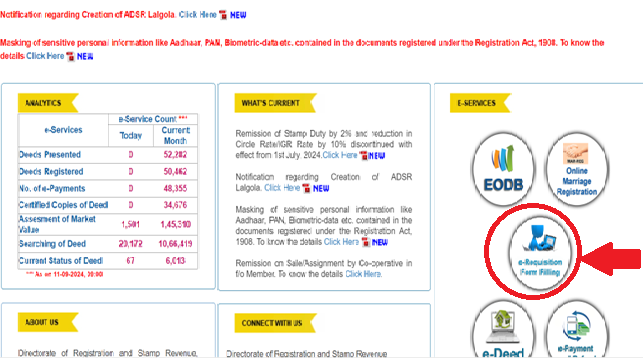 Notification regarding Creation of ADSR Lalgola. Click Here NEW
Masking of sensitive personal information like Aadhaar, PAN, Biometric-data etc. contained in the documents registered under the Registration Act, 1908. To know the
details Click Here NEW
ANALYTICS
e-Services e-Service Count ***
Today Current Month
Deeds Presented 0 52,282
Deeds Registered 0 50,462
No. of e-Payments 0 48,355
Certified Copies of Deed 0 34,676
Assesment of Market Value 1,501 1,45,310
Searching of Deed 20,172 10,66,419
Current Status of Deed 67 6,013
*** As on 11-09-2024, 00:00
ABOUT US
Directorate of Registration and Stamp Revenue,
WHAT'S CURRENT
Remission of Stamp Duty by 2% and reduction in
Circle Rate/IGR Rate by 10% discontinued with
effect from 1st July, 2024.Click Here NEW
Notification regarding Creation of ADSR
Lalgola. Click Here NEW
Masking of sensitive personal information like
Aadhaar, PAN, Biometric-data etc. contained in the
documents registered under the Registration Act,
1908. To know the details Click Here NEW
Remission on Sale/Assignment by Co-operative in
f/o Member. To know the details Click Here.
CONNECT WITH US
Directorate of Registration and Stamp Revenue
E-SERVICES
EODB
Online
Marriage
Registration
e-Requisition
Form Filling
e-Deed
e-Payment